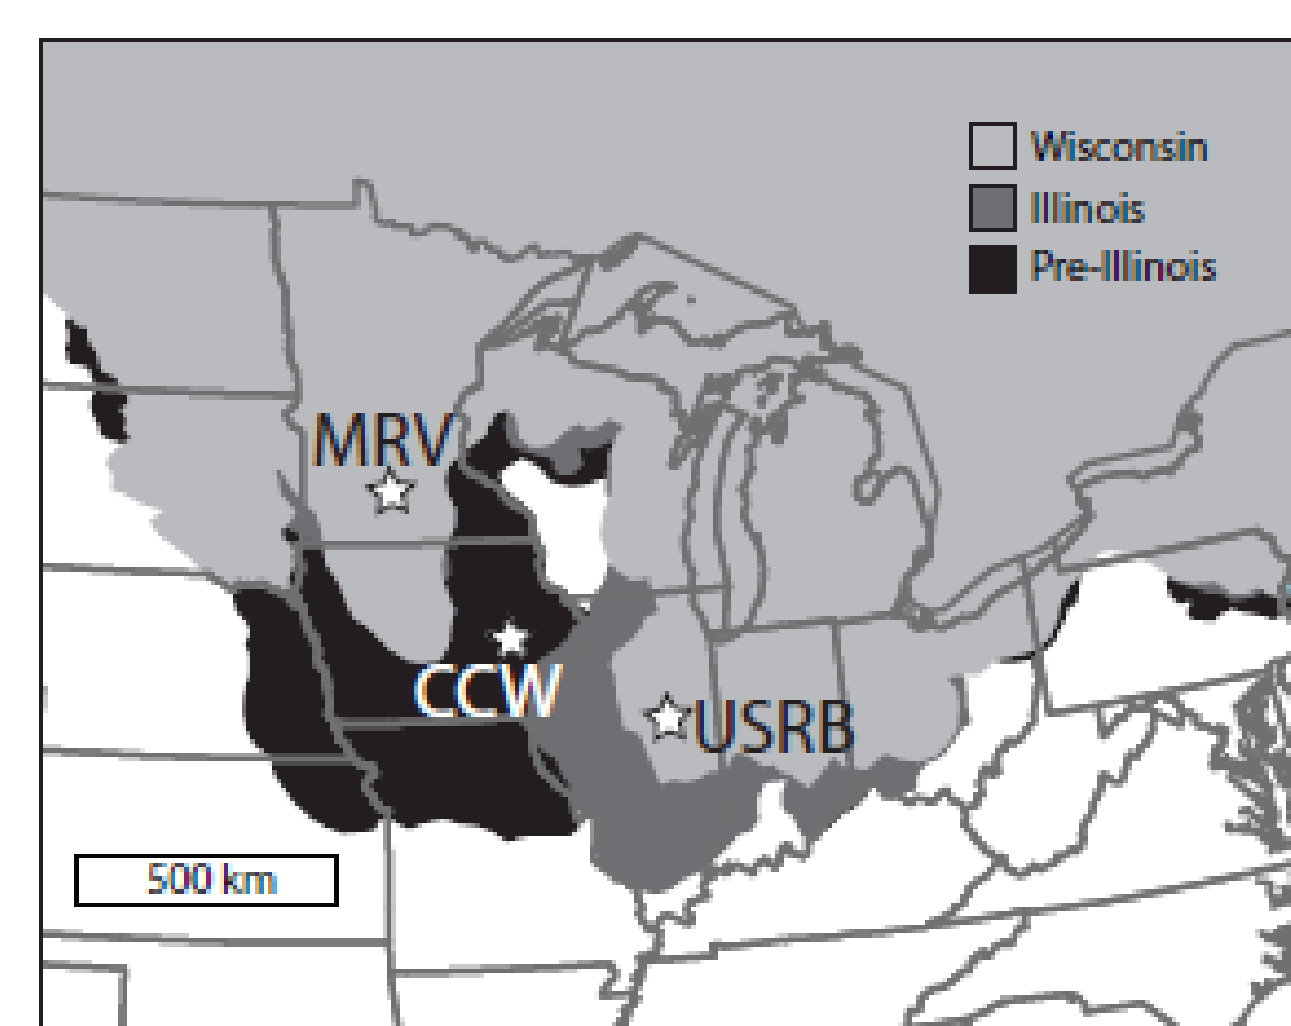 Wisconsin
Illinois
Pre-Illinois
MRV
CCW
USRB
500 km